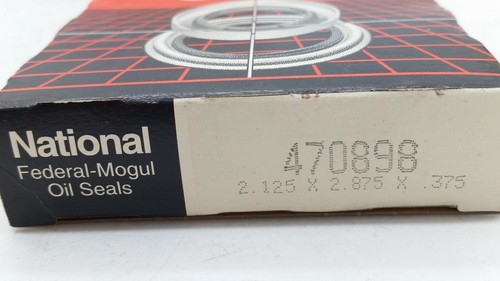 National
Federal-Mogul
Oil Seals
470898
2.125 X 2.875 X .375